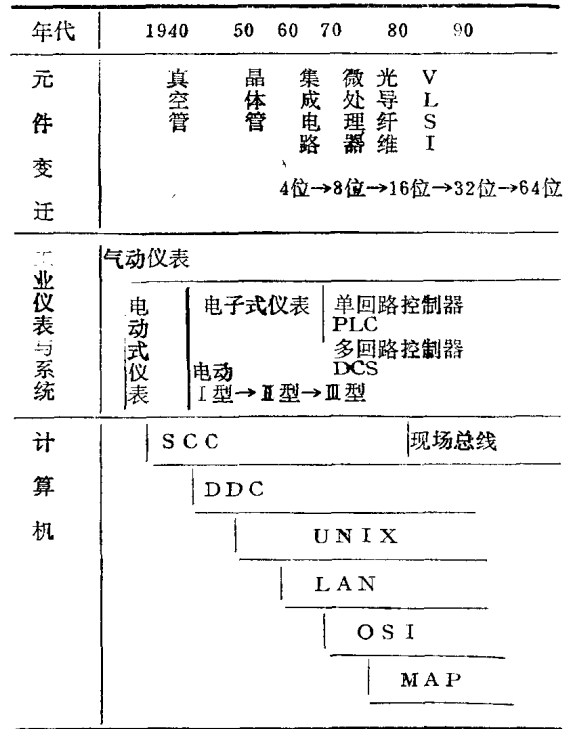 年代 1940 50 60 70 80 90
元件变迁
真空管 晶体管 集成电路 微处理器 光导纤维 VLSI
4位→8位→16位→32位→64位
工业仪表与系统
气动仪表
电动式仪表
电子式仪表
电动
Ⅰ型→Ⅱ型→Ⅲ型
单回路控制器
PLC
多回路控制器
DCS
计算机
SCC 现场总线
DDC
UNIX
LAN
OSI
MAP